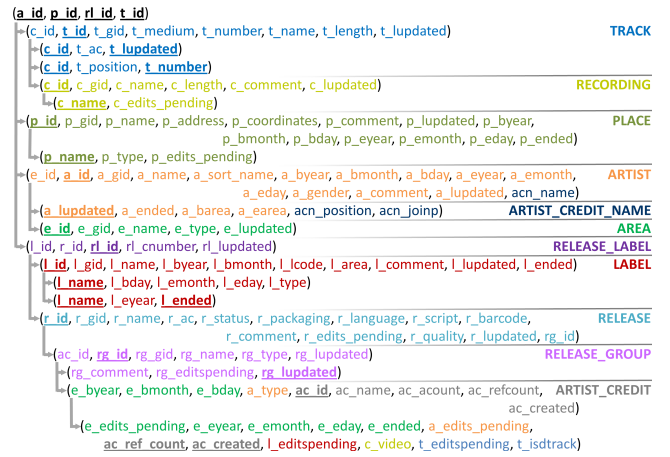 (a_id, p_id, rl_id, t_id)
(c_id, t_id, t_gid, t_medium, t_number, t_name, t_length, t_lupdated) TRACK
(c_id, t_ac, t_lupdated)
(c_id, t_position, t_number)
(c_id, c_gid, c_name, c_length, c_comment, c_lupdated) RECORDING
(c_name, c_edits_pending)
(p_id, p_gid, p_name, p_address, p_coordinates, p_comment, p_lupdated, p_byear, PLACE
p_bmonth, p_bday, p_eyear, p_emonth, p_eday, p_ended)
(p_name, p_type, p_edits_pending)
(e_id, a_id, a_gid, a_name, a_sort_name, a_byear, a_bmonth, a_bday, a_eyear, a_emonth, ARTIST
a_eday, a_gender, a_comment, a_lupdated, acn_name)
(a_lupdated, a_ended, a_barea, a_earea, acn_position, acn_joinp) ARTIST_CREDIT_NAME
(e_id, e_gid, e_name, e_type, e_lupdated) AREA
(l_id, r_id, rl_id, rl_cnumber, rl_lupdated) RELEASE_LABEL
(l_id, l_gid, l_name, l_byear, l_bmonth, l_lcode, l_area, l_comment, l_lupdated, l_ended) LABEL
(l_name, l_bday, l_emonth, l_eday, l_type)
(l_name, l_eyear, l_ended)
(r_id, r_gid, r_name, r_ac, r_status, r_packaging, r_language, r_script, r_barcode, RELEASE
r_comment, r_edits_pending, r_quality, r_lupdated, rg_id)
(ac_id, rg_id, rg_gid, rg_name, rg_type, rg_lupdated) RELEASE_GROUP
(rg_comment, rg_editspending, rg_lupdated)
(e_byear, e_bmonth, e_bday, a_type, ac_id, ac_name, ac_acount, ac_refcount, ARTIST_CREDIT
ac_created)
(e_edits_pending, e_eyear, e_emonth, e_eday, e_ended, a_edits_pending,
ac_ref_count, ac_created, l_editspending, c_video, t_editspending, t_isdtrack)